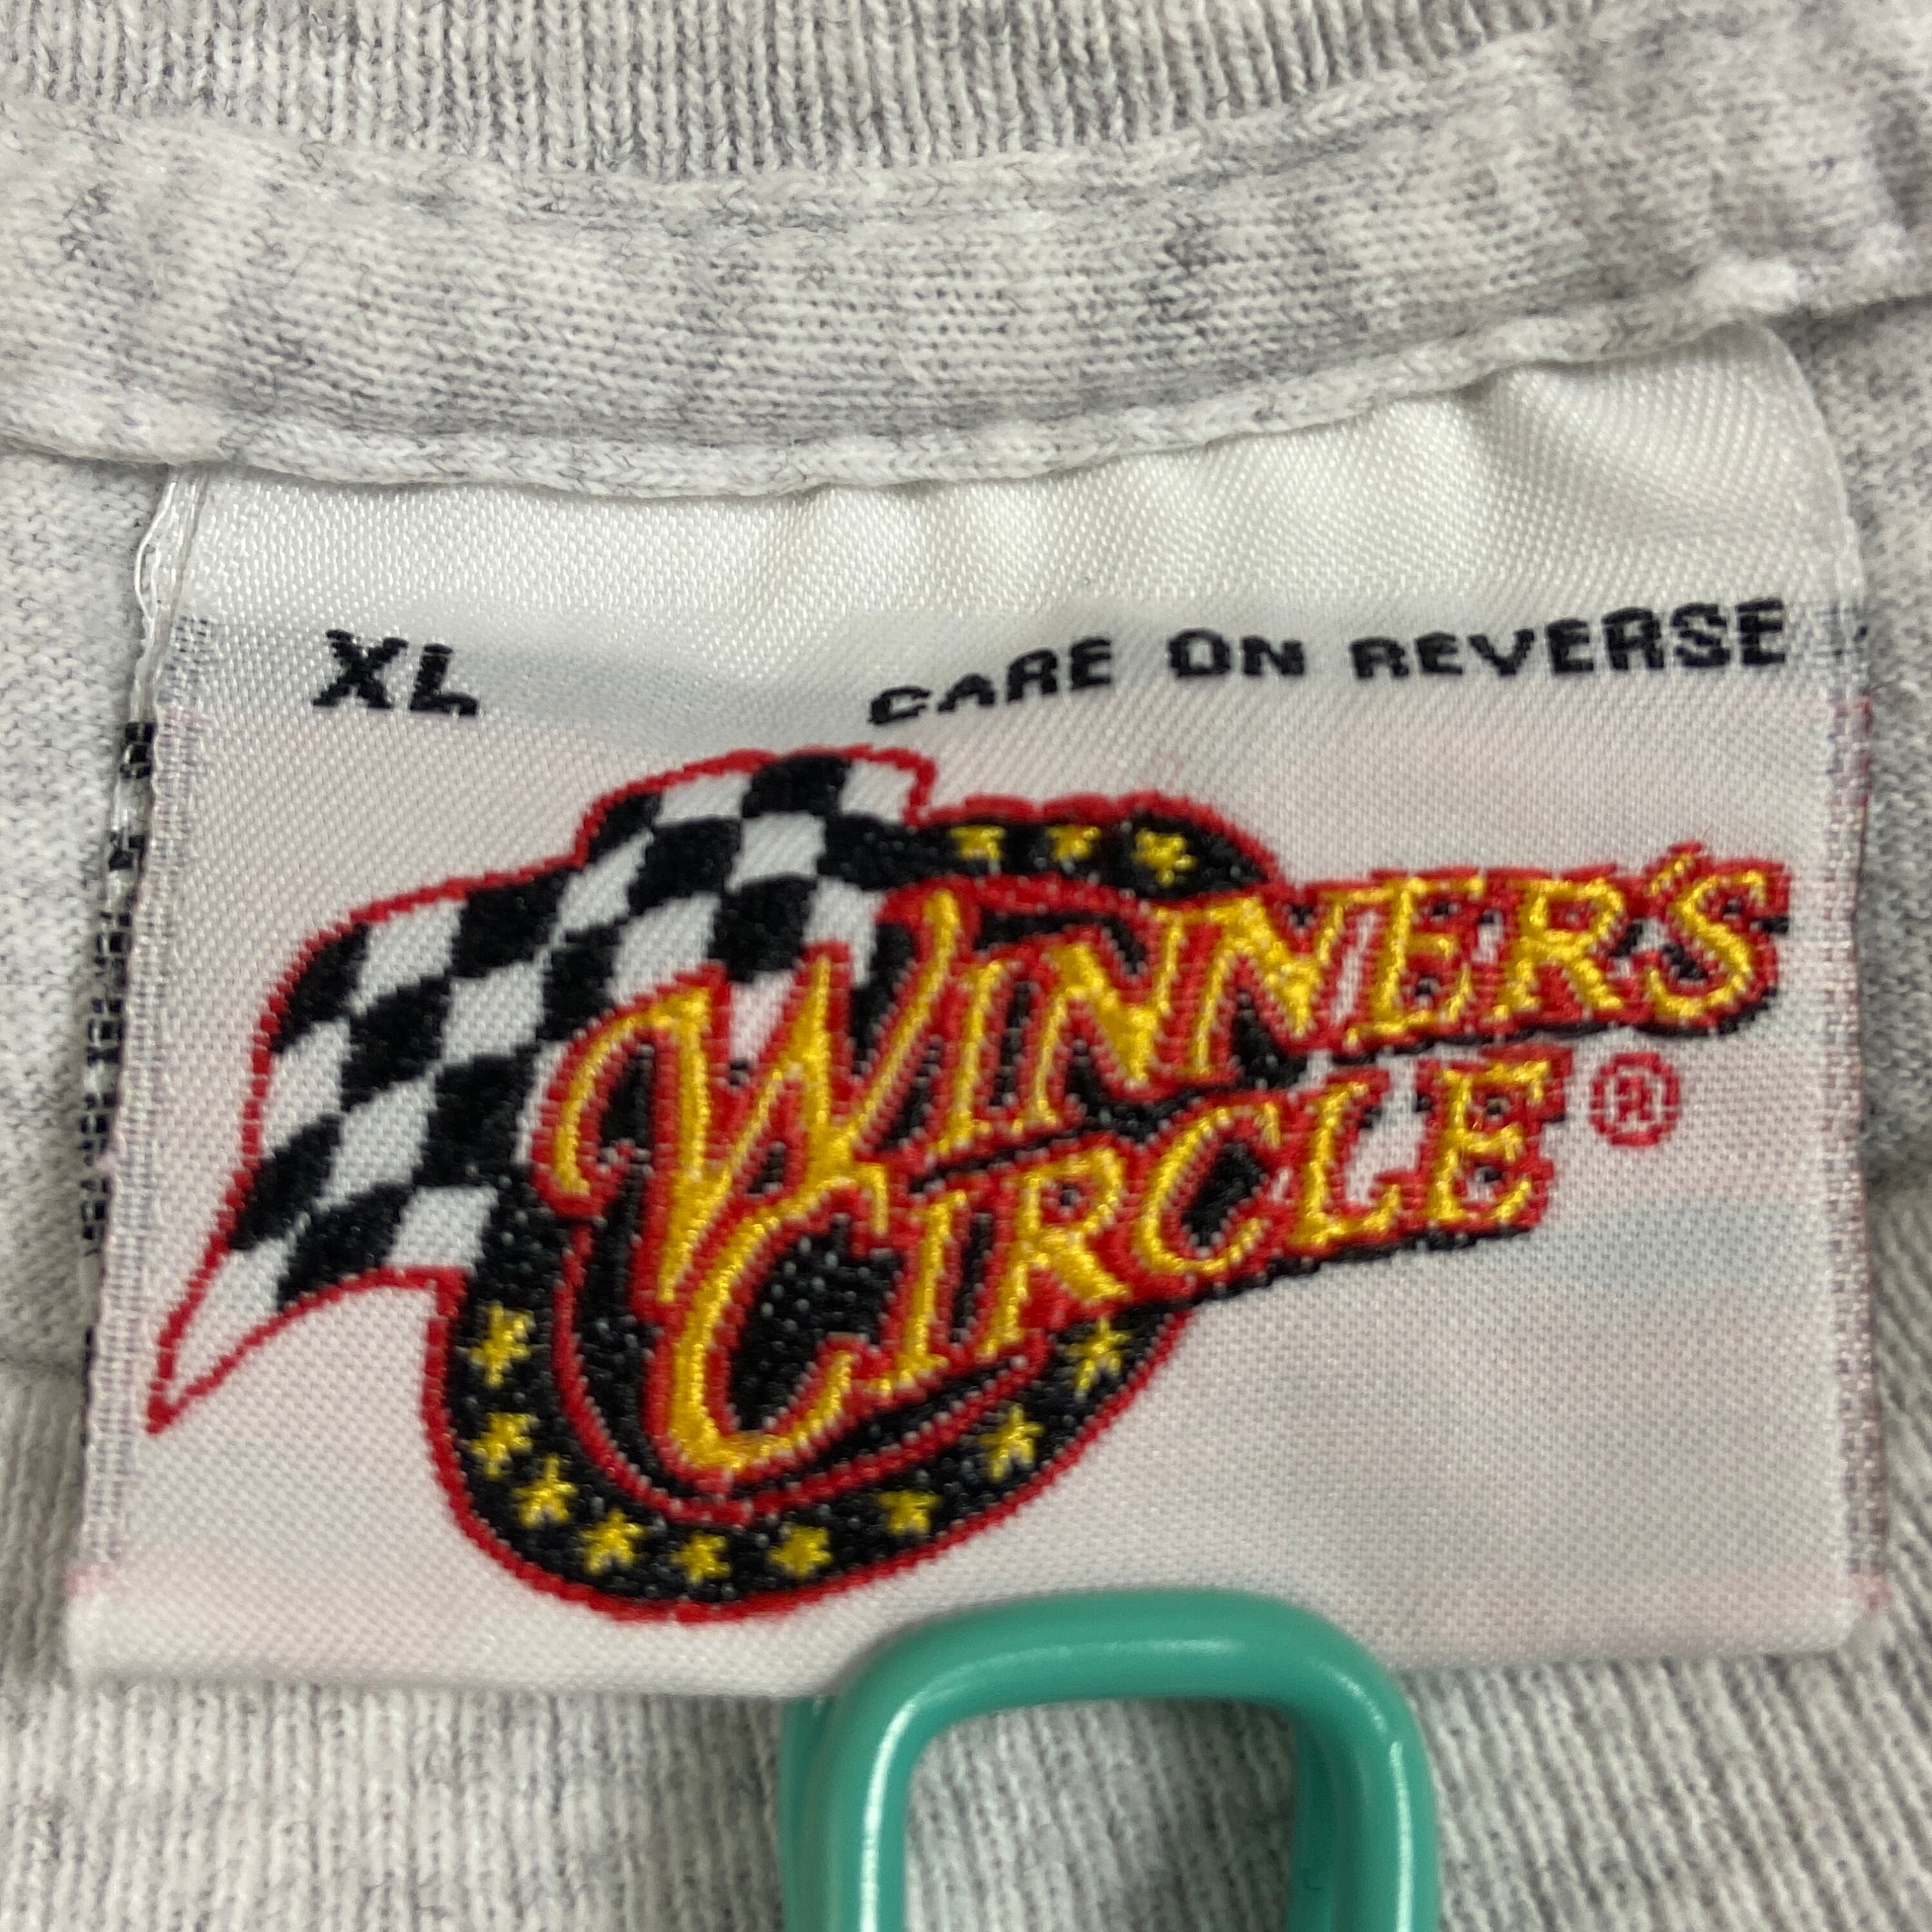 XL CARE ON REVERSE
WINNER'S
CIRCLE ®